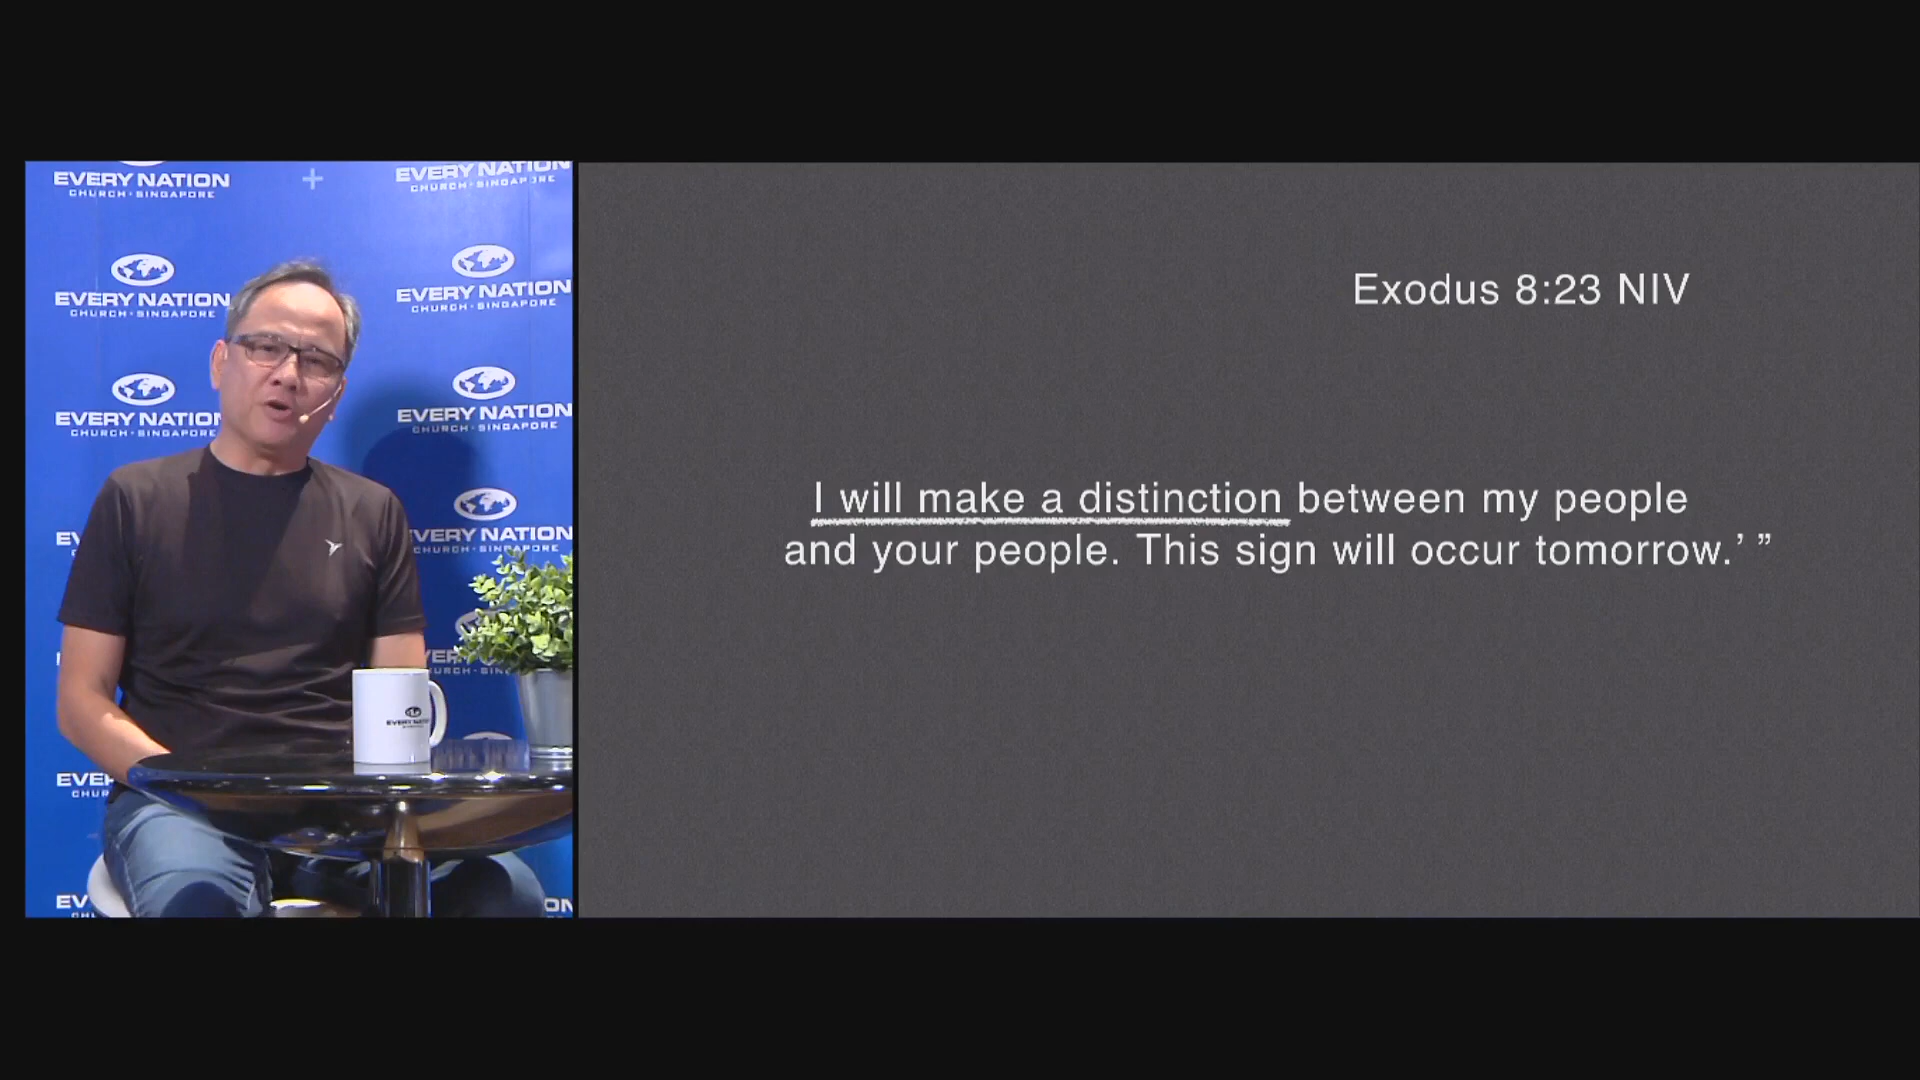 EVERY NATION
CHURCH · SINGAPORE
EVERY NATION
CHURCH · SINGAPORE
EVERY NATION
CHURCH · SINGAPORE
EVERY NATION
CHURCH · SINGAPORE
EVERY NATION
CHURCH · SINGAPORE
EVERY NATION
CHURCH · SINGAPORE
EVERY NATION
CHURCH · SINGAPORE
Exodus 8:23 NIV
I will make a distinction between my people
and your people. This sign will occur tomorrow.’ ”